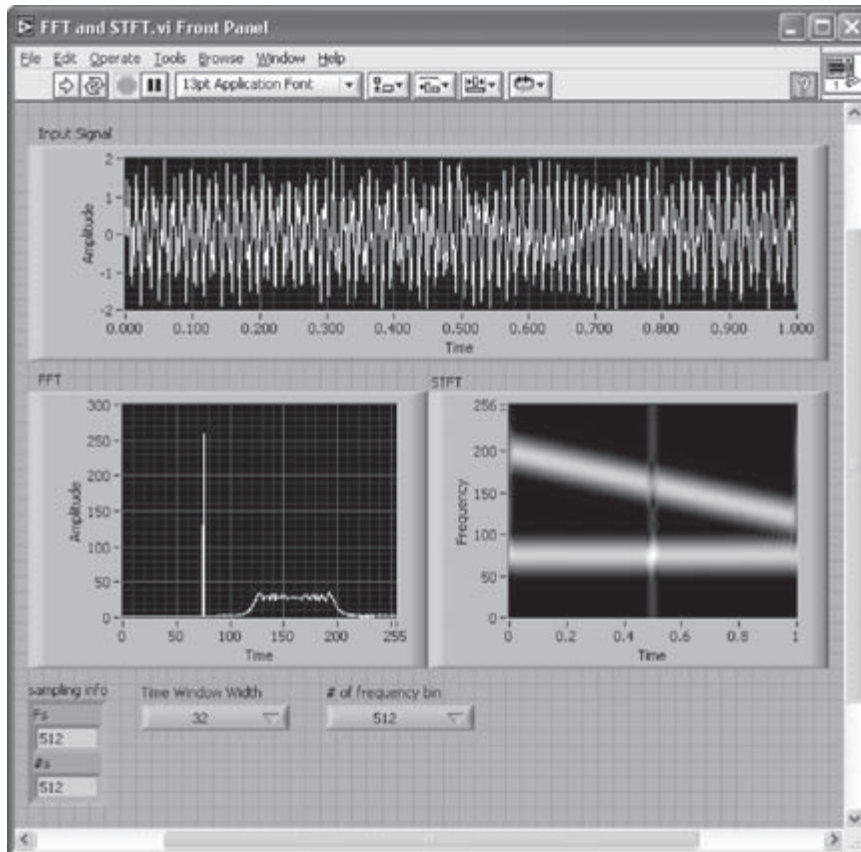 FFT and STFT.vi Front Panel
File Edit Operate Tools Browse Window Help
13pt Application Font
?
1
Input Signal
Amplitude
2
1
0
-1
-2
0.000 0.100 0.200 0.300 0.400 0.500 0.600 0.700 0.800 0.900 1.000
Time
FFT
Amplitude
300
250
200
150
100
50
0
0 50 100 150 200 255
Time
STFT
Frequency
256
200
150
100
50
0
0 0.2 0.4 0.6 0.8 1
Time
sampling info
Fs
512
#s
512
Time Window Width
32
# of frequency bin
512